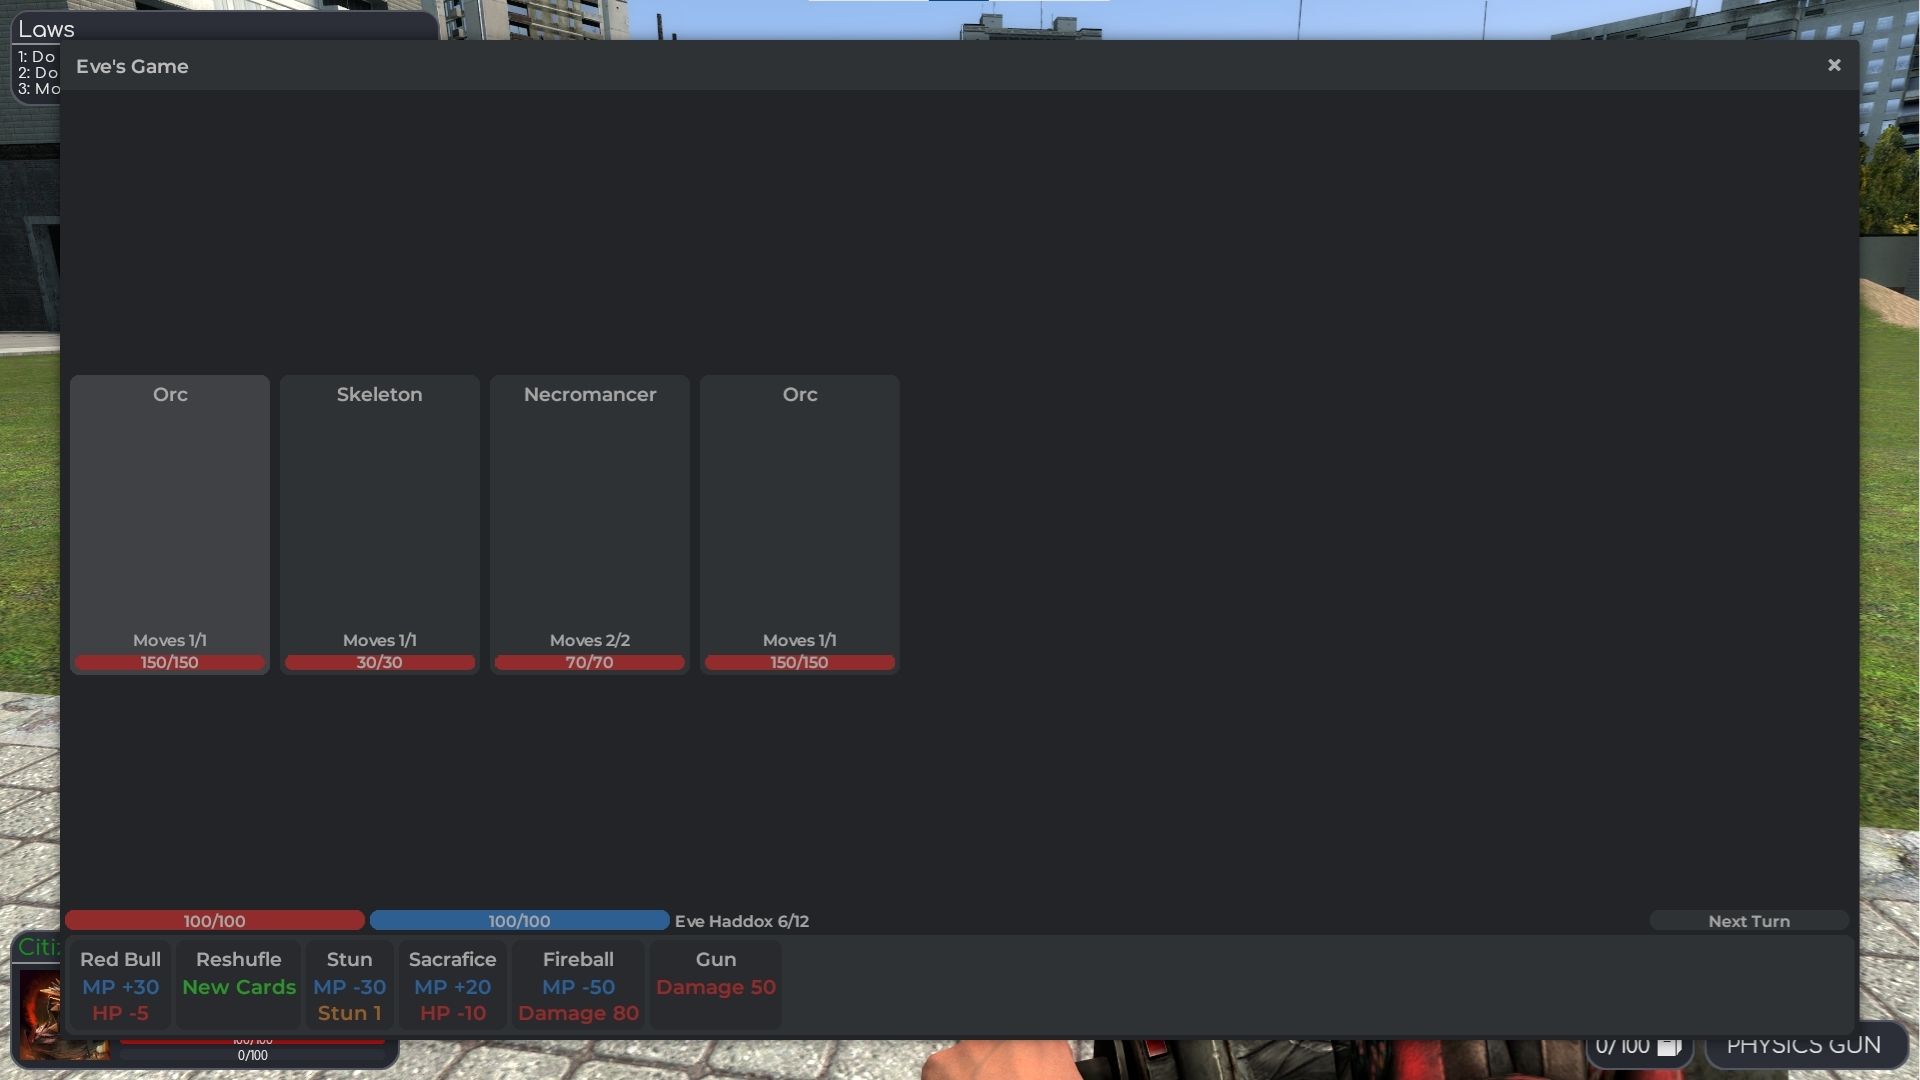 Laws
1: Do
2: Do
3: Mo
Eve's Game
Orc
Moves 1/1
150/150
Skeleton
Moves 1/1
30/30
Necromancer
Moves 2/2
70/70
Orc
Moves 1/1
150/150
100/100
100/100
Eve Haddox 6/12
Next Turn
Red Bull
MP +30
HP -5
Reshufle
New Cards
Stun
MP -30
Stun 1
Sacrafice
MP +20
HP -10
Fireball
MP -50
Damage 80
Gun
Damage 50
Citi
100/100
0/100
0/100
PHYSICS GUN